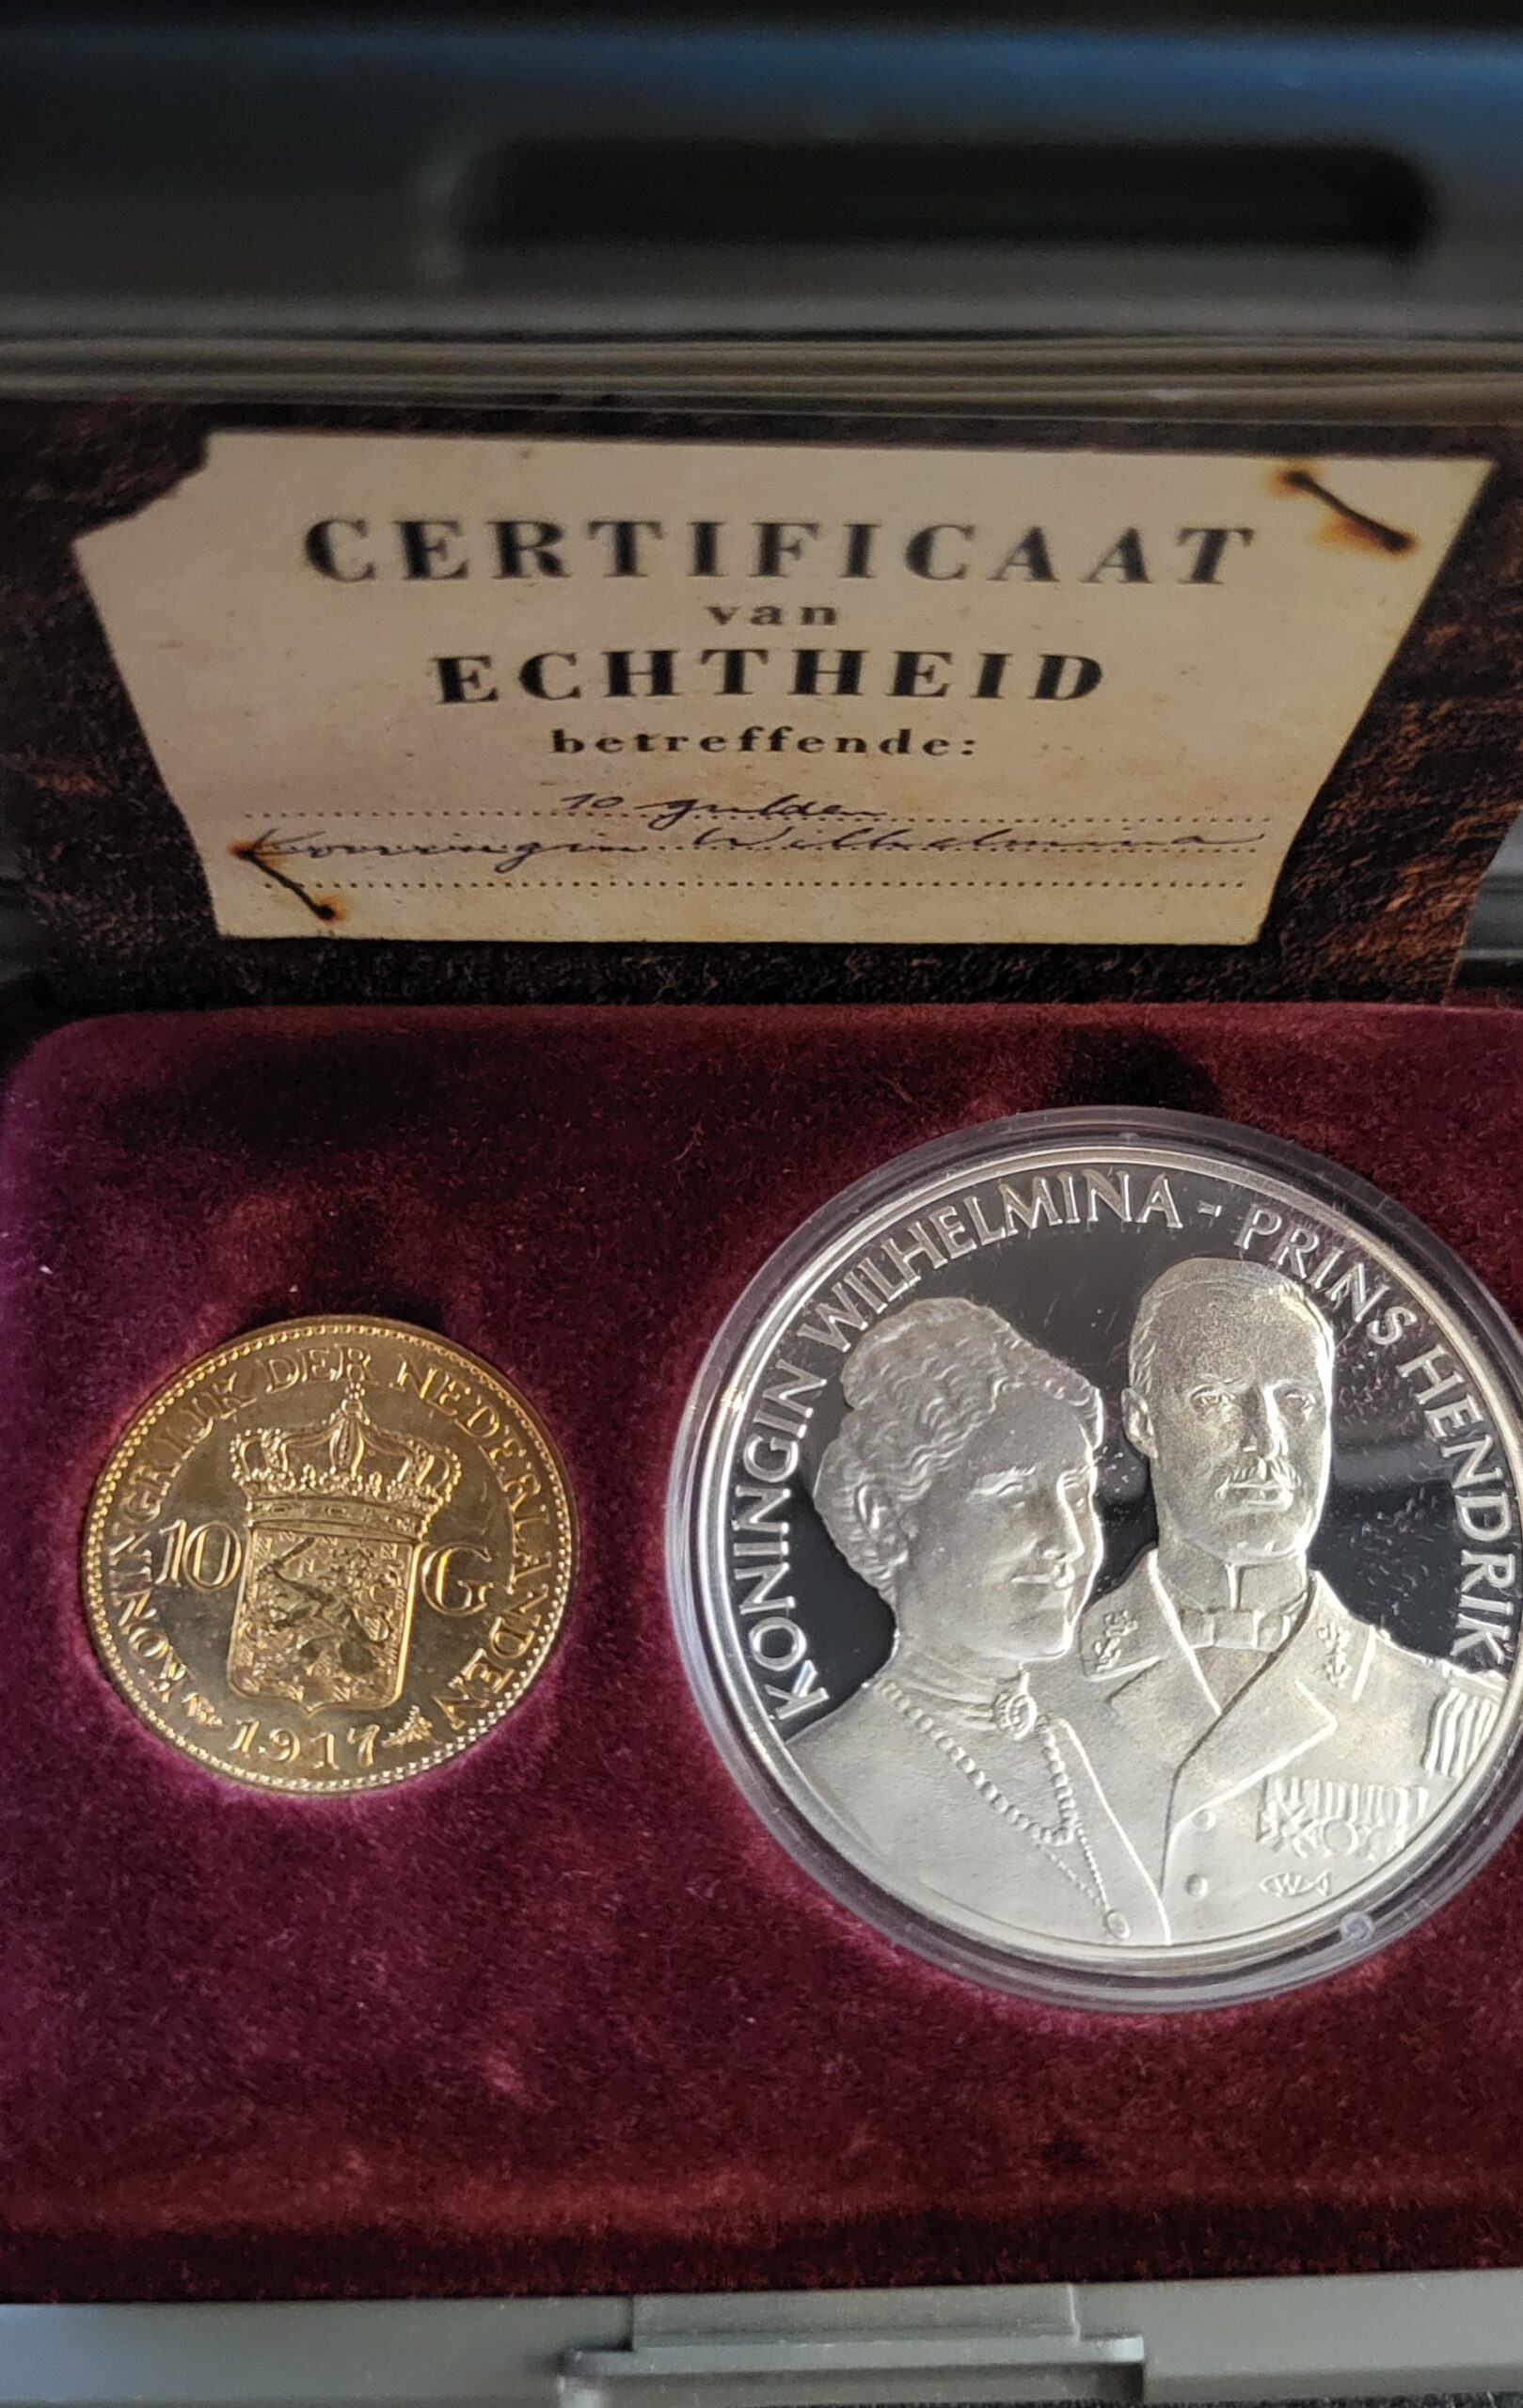 CERTIFICAAT
van
ECHTHEID
betreffende:
10 gulden
Koningin Wilhelmina
KONINGRIJK DER NEDERLANDEN
10 G
1917
KONINGIN WILHELMINA - PRINS HENDRIK
W